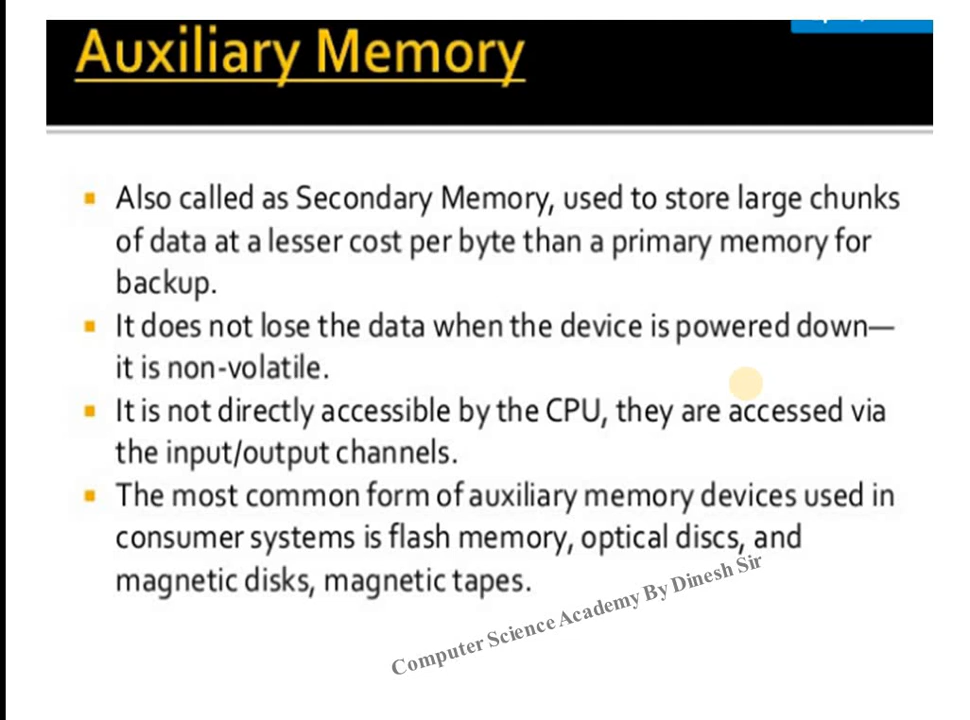 Auxiliary Memory
Also called as Secondary Memory, used to store large chunks
of data at a lesser cost per byte than a primary memory for
backup.
It does not lose the data when the device is powered down—
it is non-volatile.
It is not directly accessible by the CPU, they are accessed via
the input/output channels.
The most common form of auxiliary memory devices used in
consumer systems is flash memory, optical discs, and
magnetic disks, magnetic tapes.
Computer Science Academy By Dinesh Sir